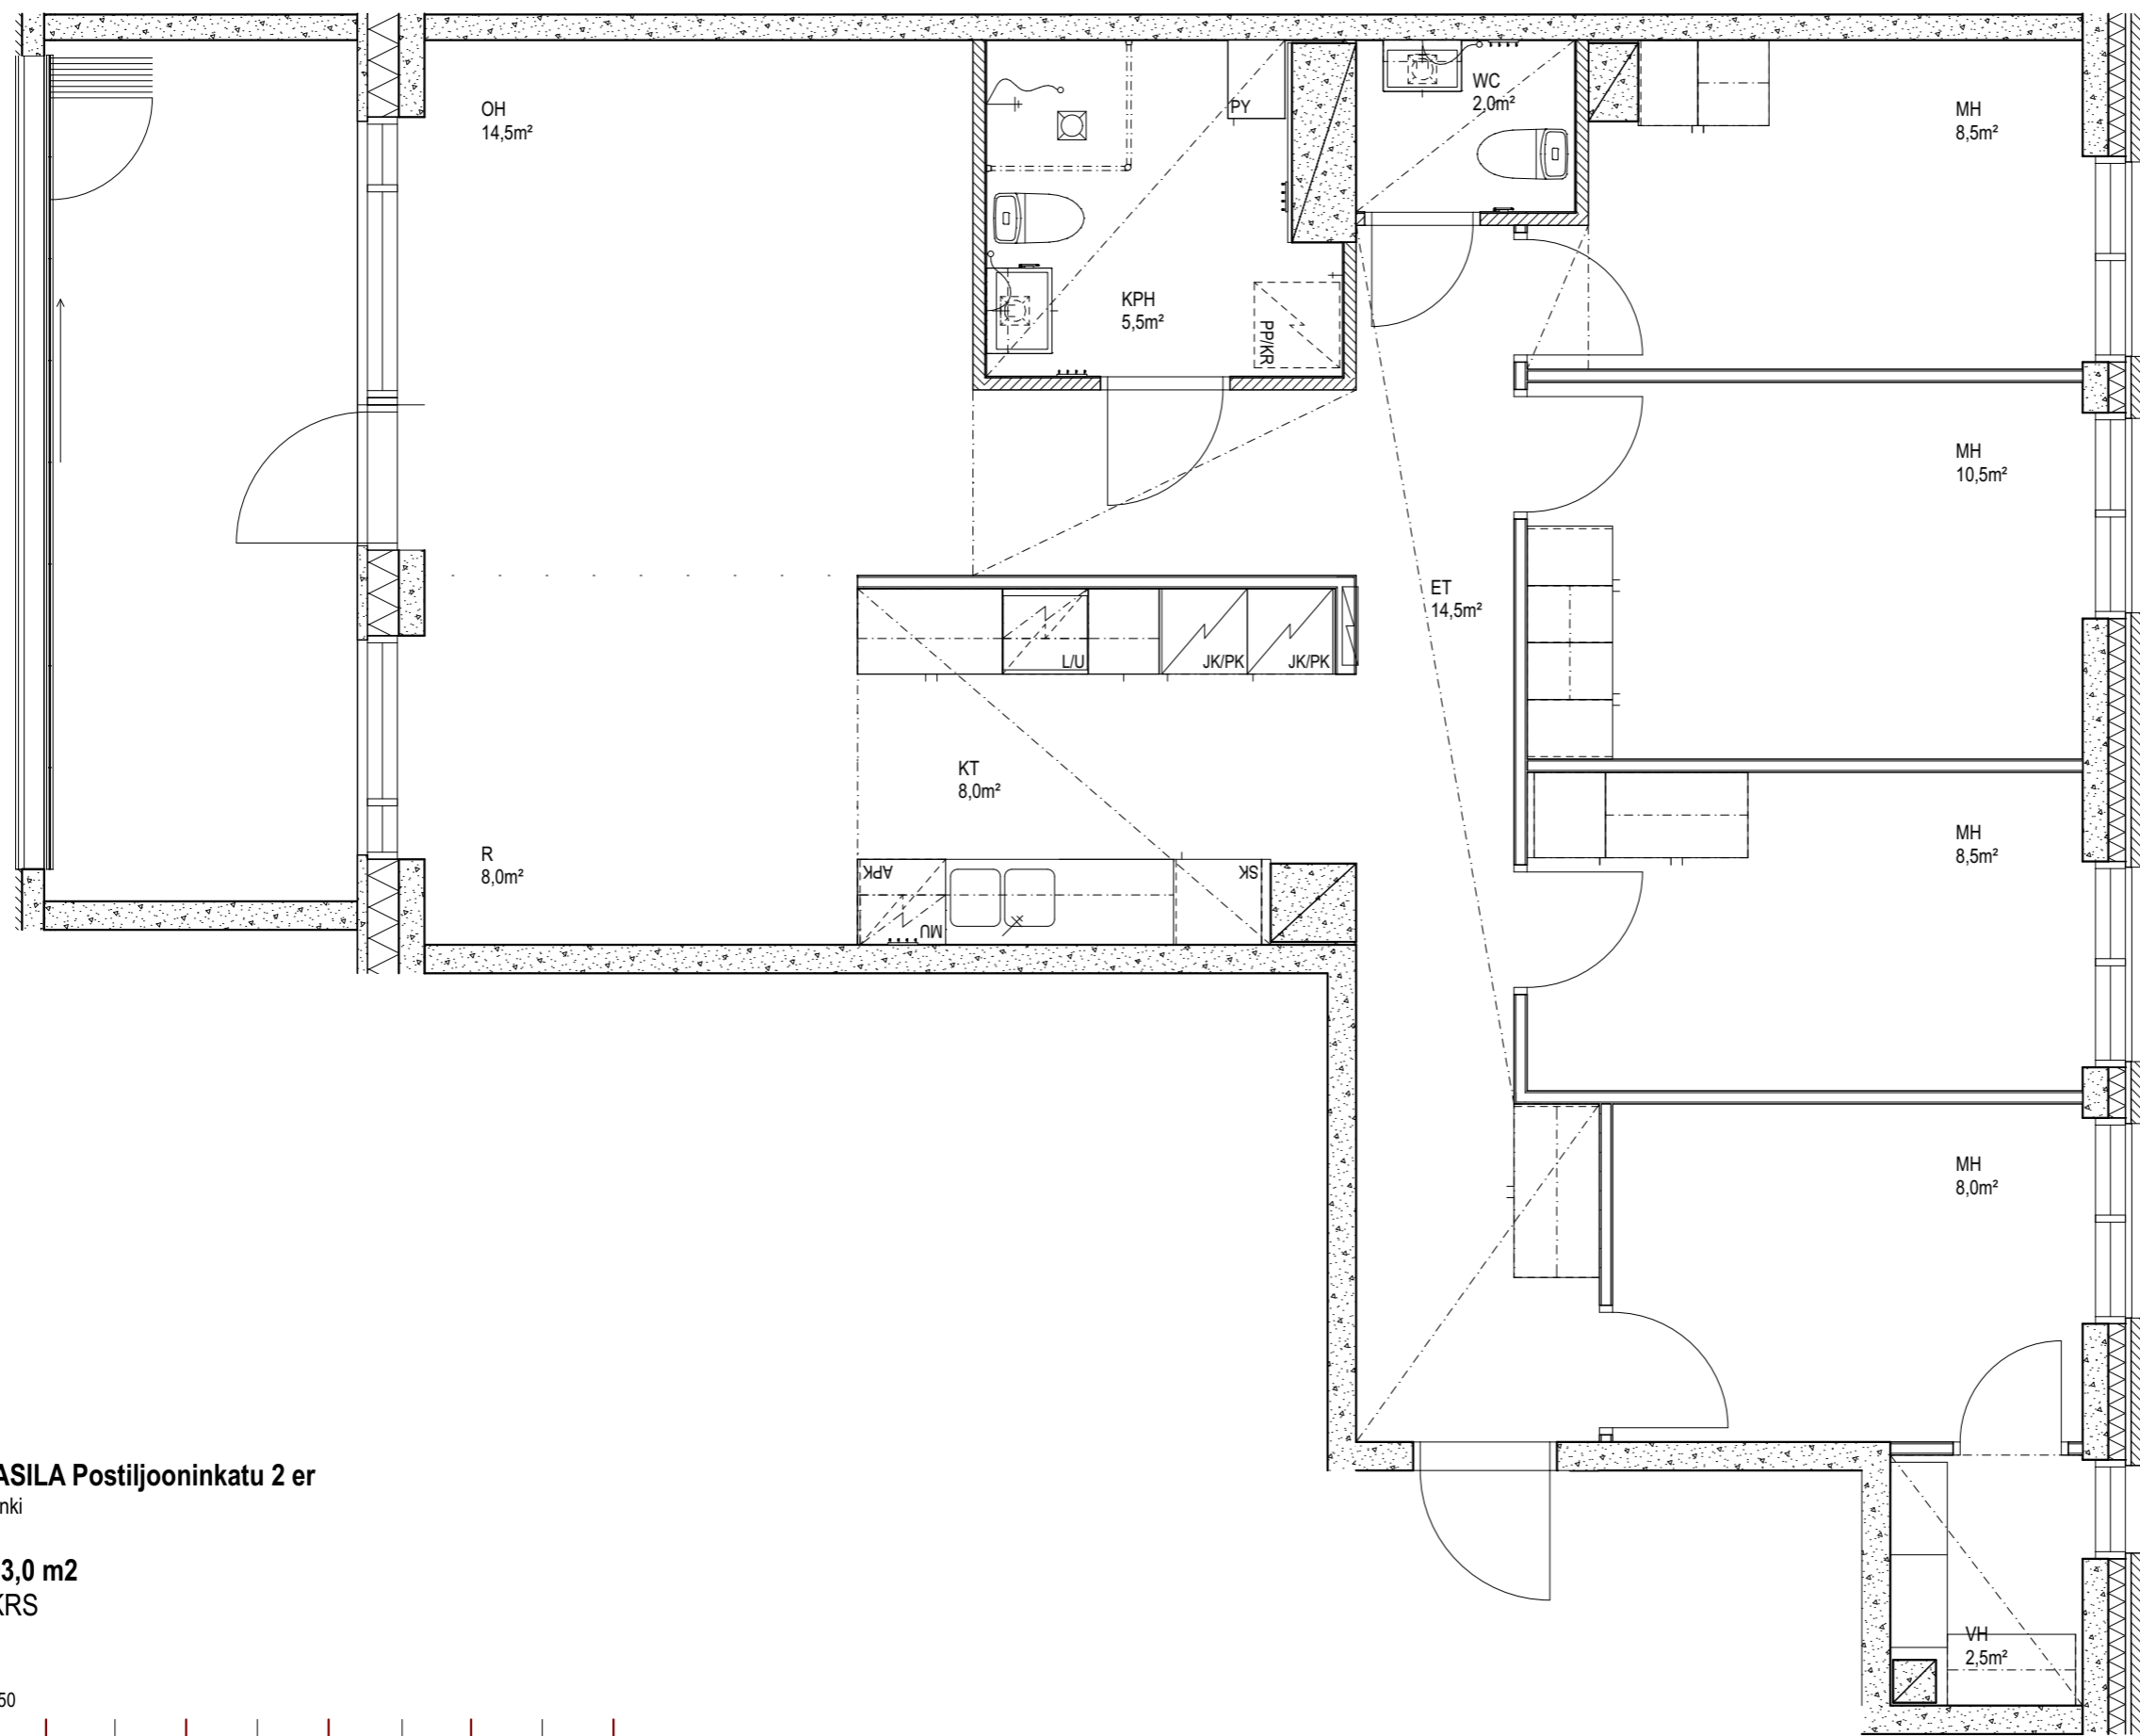 OH
14,5m²
PY
WC
2,0m²
MH
8,5m²
KPH
5,5m²
PP/KR
MH
10,5m²
ET
14,5m²
L/U
JK/PK
JK/PK
KT
8,0m²
MH
8,5m²
R
8,0m²
APK
SK
MU
MH
8,0m²
ASILA Postiljooninkatu 2 er
nki
3,0 m2
KRS
VH
2,5m²
50